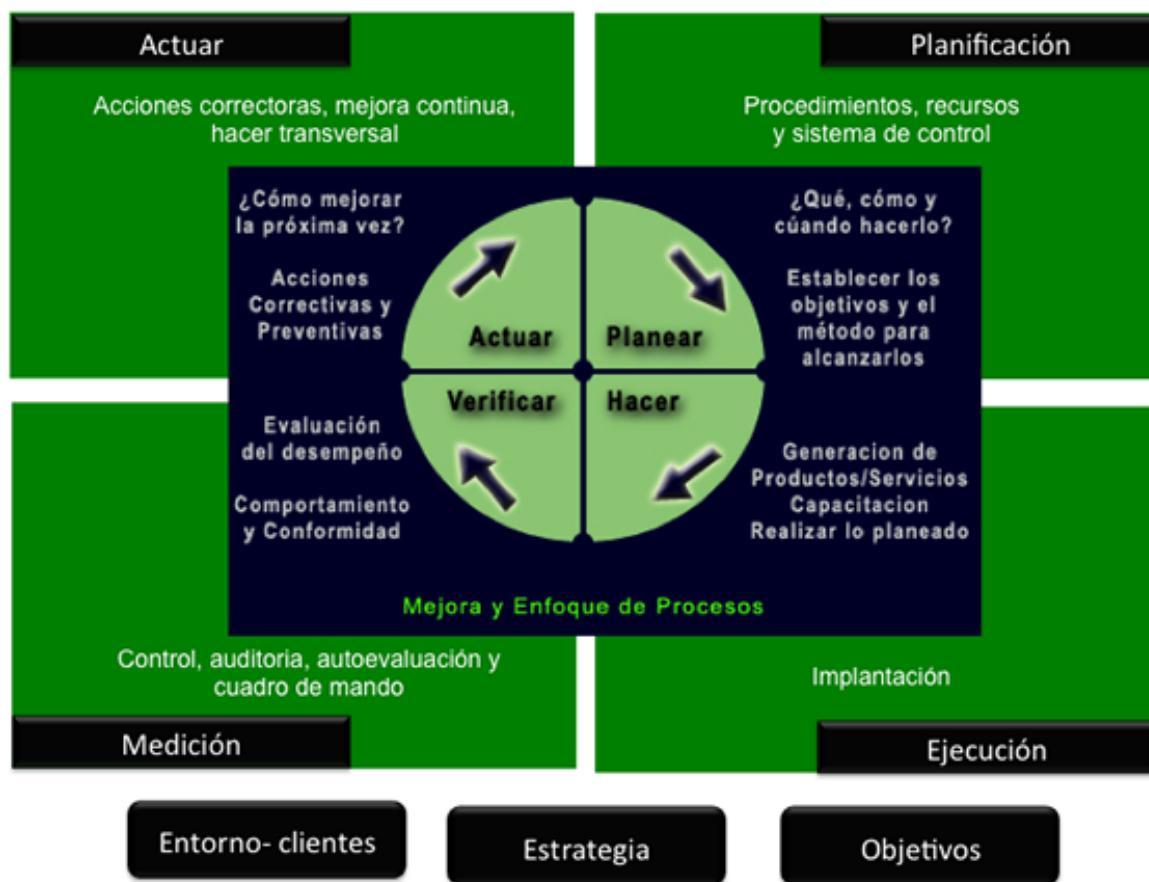 Actuar
Planificación
Acciones correctoras, mejora continua,
hacer transversal
Procedimientos, recursos
y sistema de control
¿Cómo mejorar
la próxima vez?
Acciones
Correctivas y
Preventivas
¿Qué, cómo y
cúando hacerlo?
Establecer los
objetivos y el
método para
alcanzarlos
Actuar
Planear
Verificar
Hacer
Evaluación
del desempeño
Comportamiento
y Conformidad
Generacion de
Productos/Servicios
Capacitacion
Realizar lo planeado
Mejora y Enfoque de Procesos
Control, auditoria, autoevaluación y
cuadro de mando
Implantación
Medición
Ejecución
Entorno- clientes
Estrategia
Objetivos